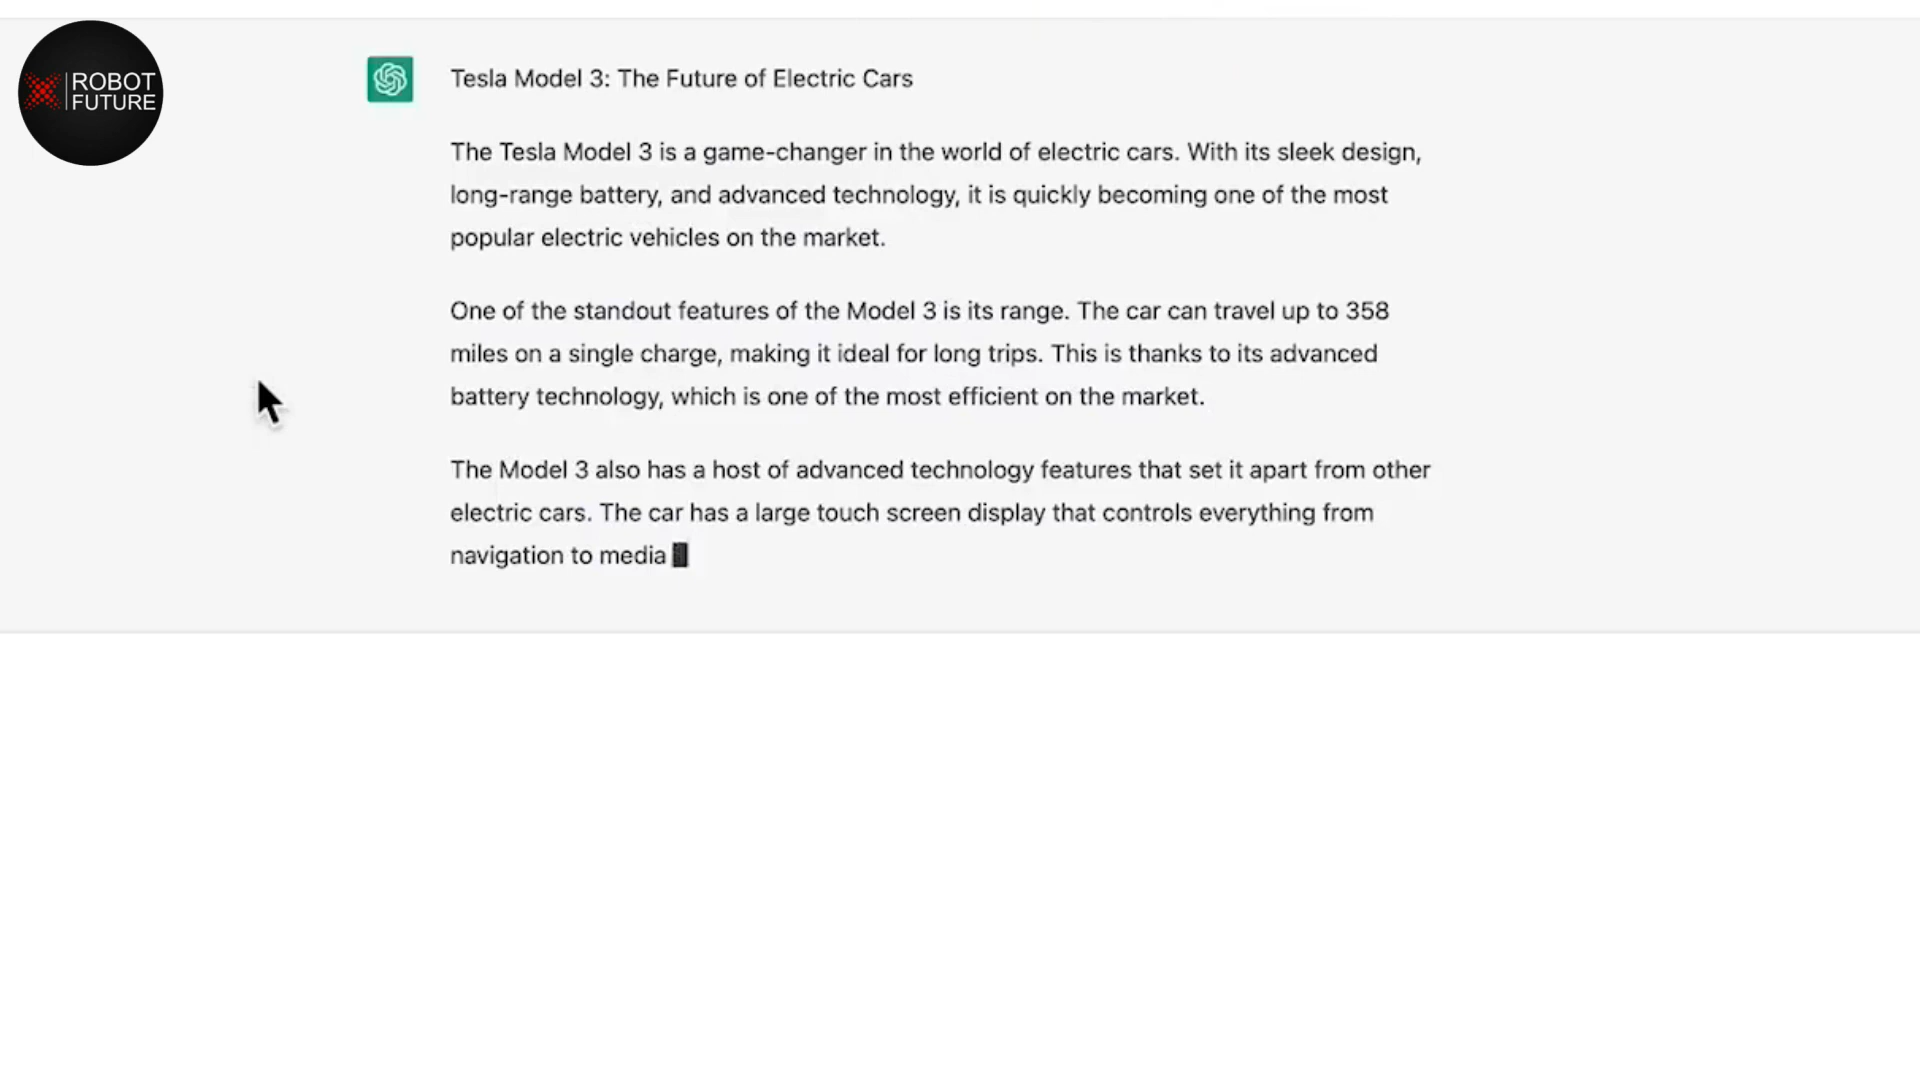 ROBOT
FUTURE
Tesla Model 3: The Future of Electric Cars
The Tesla Model 3 is a game-changer in the world of electric cars. With its sleek design,
long-range battery, and advanced technology, it is quickly becoming one of the most
popular electric vehicles on the market.
One of the standout features of the Model 3 is its range. The car can travel up to 358
miles on a single charge, making it ideal for long trips. This is thanks to its advanced
battery technology, which is one of the most efficient on the market.
The Model 3 also has a host of advanced technology features that set it apart from other
electric cars. The car has a large touch screen display that controls everything from
navigation to media